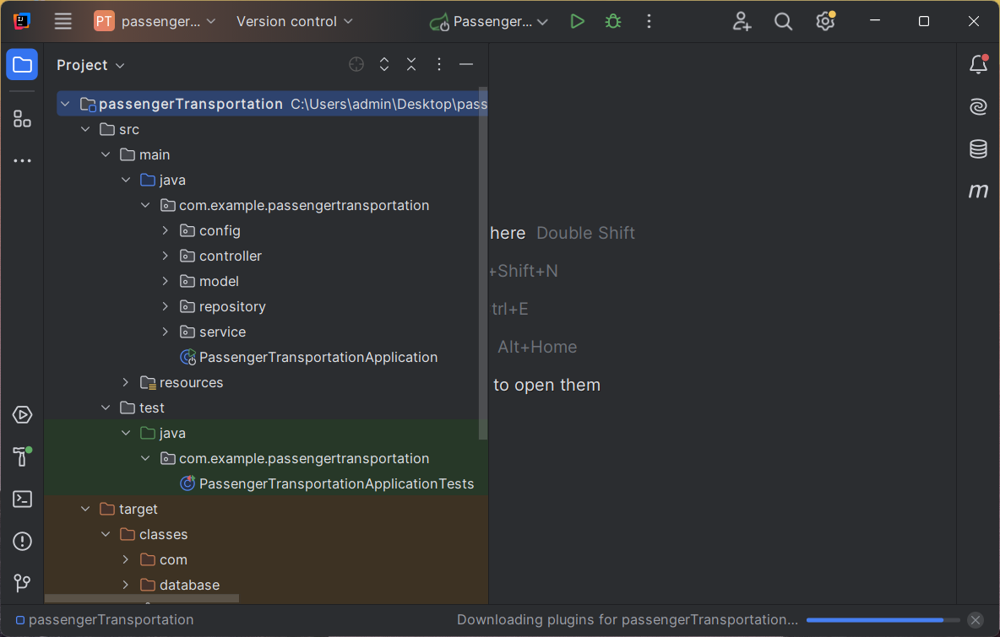 PT passenger... Version control Passenger...
Project
passengerTransportation C:\Users\admin\Desktop\pass
src
main
java
com.example.passengertransportation
config
controller
model
repository
service
PassengerTransportationApplication
resources
test
java
com.example.passengertransportation
PassengerTransportationApplicationTests
target
classes
com
database
here Double Shift
+Shift+N
trl+E
Alt+Home
to open them
m
passengerTransportation Downloading plugins for passengerTransportation...